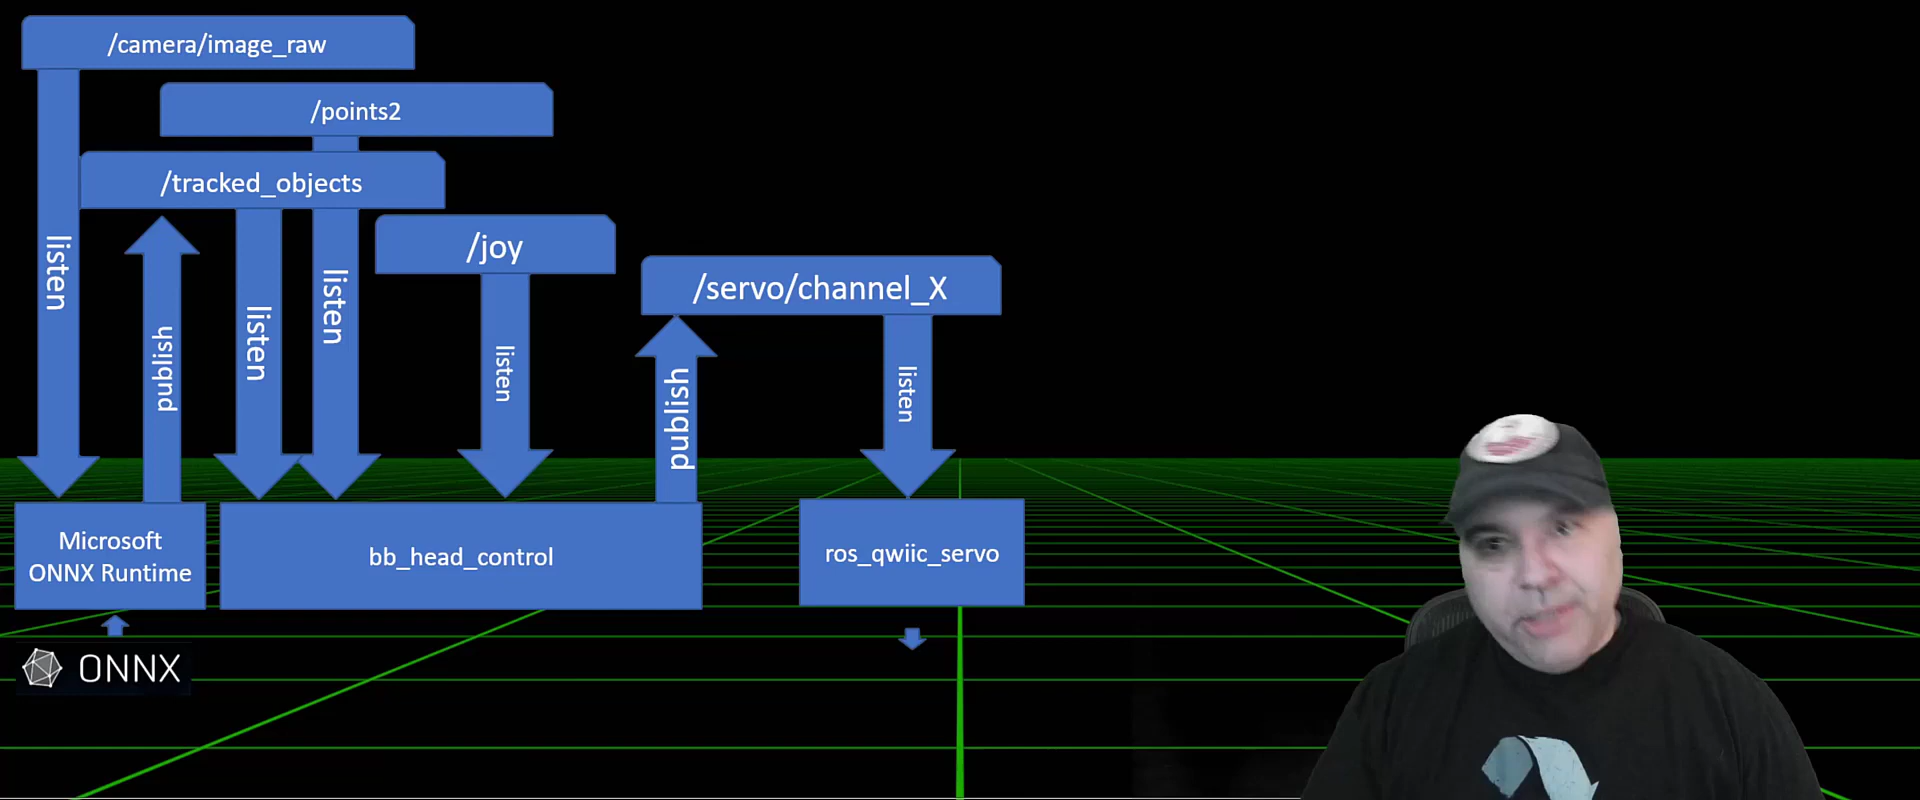 /camera/image_raw
/points2
/tracked_objects
/joy
/servo/channel_X
listen
publish
listen
listen
listen
publish
listen
Microsoft
ONNX Runtime
bb_head_control
ros_qwiic_servo
ONNX